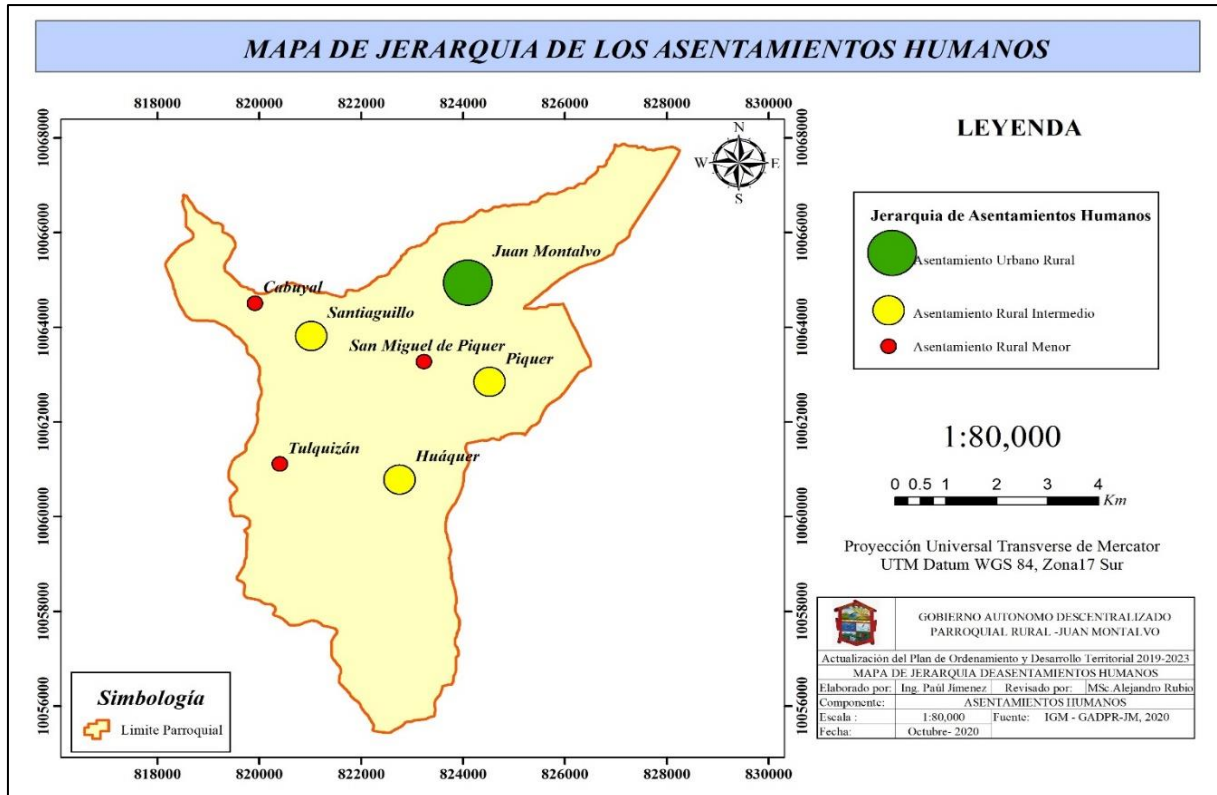 MAPA DE JERARQUIA DE LOS ASENTAMIENTOS HUMANOS
818000 820000 822000 824000 826000 828000 830000
10068000
10066000
10064000
10062000
10060000
10058000
10056000
N
W E
S
Juan Montalvo
Cabuyal
Santiaguillo
San Miguel de Piquer
Piquer
Tulquizán
Huáquer
10068000
10066000
10064000
10062000
10060000
10058000
10056000
Simbología
Limite Parroquial
818000 820000 822000 824000 826000 828000 830000
LEYENDA
Jerarquia de Asentamientos Humanos
Asentamiento Urbano Rural
Asentamiento Rural Intermedio
Asentamiento Rural Menor
1:80,000
0 0.5 1 2 3 4
Km
Proyección Universal Transverse de Mercator
UTM Datum WGS 84, Zona17 Sur
GOBIERNO AUTONOMO DESCENTRALIZADO
PARROQUIAL RURAL -JUAN MONTALVO
Actualización del Plan de Ordenamiento y Desarrollo Territorial 2019-2023
MAPA DE JERARQUIA DEASENTAMIENTOS HUMANOS
Elaborado por: Ing. Paúl Jimenez Revisado por: MSc.Alejandro Rubio
Componente: ASENTAMIENTOS HUMANOS
Escala : 1:80,000 Fuente: IGM - GADPR-JM, 2020
Fecha: Octubre- 2020